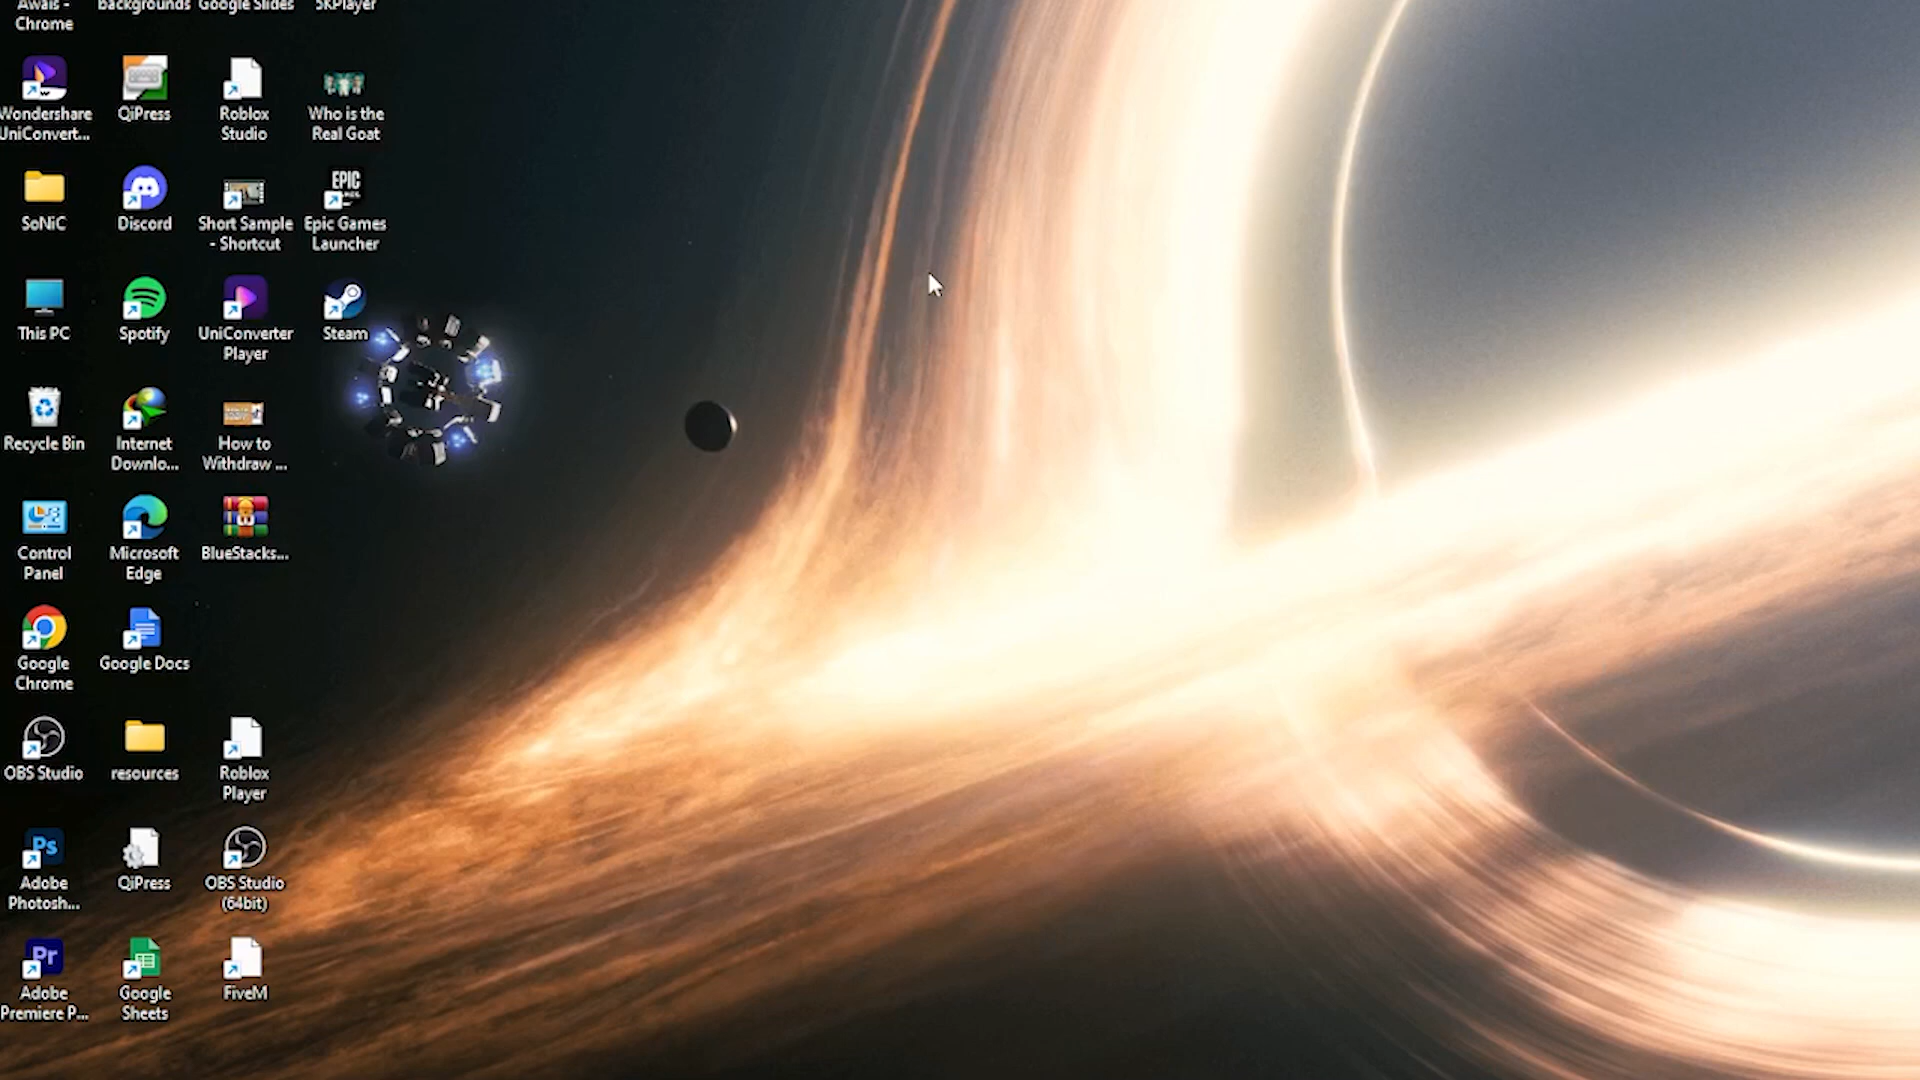 Awais -
Chrome
backgrounds
Google Slides
5KPlayer
Wondershare
UniConvert...
QiPress
Roblox
Studio
Who is the
Real Goat
SoNiC
Discord
Short Sample
- Shortcut
EPIC
Epic Games
Launcher
This PC
Spotify
UniConverter
Player
Steam
Recycle Bin
Internet
Downlo...
How to
Withdraw ...
Control
Panel
Microsoft
Edge
BlueStacks...
Google
Chrome
Google Docs
OBS Studio
resources
Roblox
Player
Ps
Adobe
Photosh...
QiPress
OBS Studio
(64bit)
Pr
Adobe
Premiere P...
Google
Sheets
FiveM